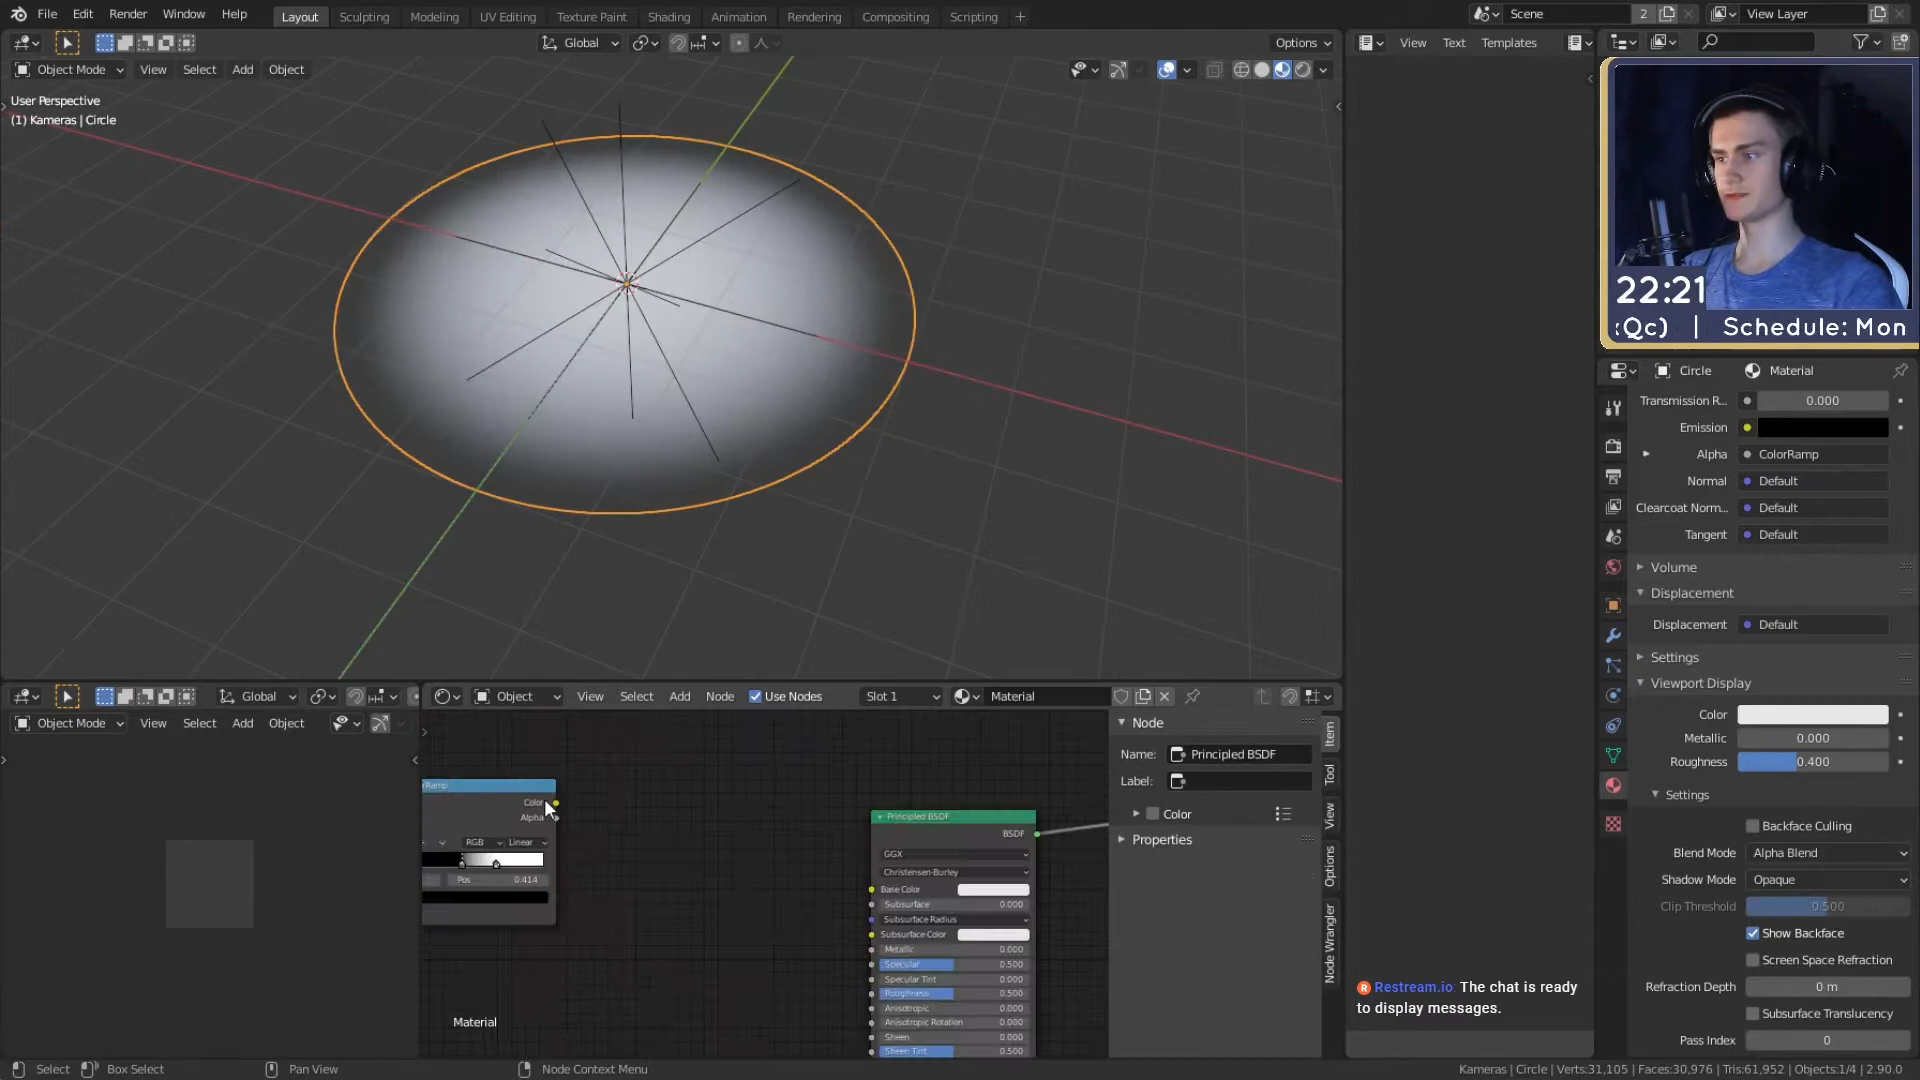 File Edit Render Window Help Layout Sculpting Modeling UV Editing Texture Paint Shading Animation Rendering Compositing Scripting + Scene 2 View Layer
Global Options View Text Templates
Object Mode View Select Add Object
User Perspective
(1) Kameras | Circle
22:21
:Qc) | Schedule: Mon
Circle Material
Transmission R... 0.000
Emission
Alpha ColorRamp
Normal Default
Clearcoat Norm... Default
Tangent Default
Volume
Displacement
Displacement Default
Settings
Viewport Display
Color
Metallic 0.000
Roughness 0.400
Settings
Backface Culling
Blend Mode Alpha Blend
Shadow Mode Opaque
Clip Threshold 0.500
Show Backface
Screen Space Refraction
Refraction Depth 0 m
Subsurface Translucency
Pass Index 0
Global
Object Mode View Select Add Object
Object View Select Add Node Use Nodes Slot 1 Material
rRamp
Color
Alpha
RGB Linear
Pos 0.414
Material
Principled BSDF
BSDF
GGX
Christensen-Burley
Base Color
Subsurface 0.000
Subsurface Radius
Subsurface Color
Metallic 0.000
Specular 0.500
Specular Tint 0.000
Roughness 0.500
Anisotropic 0.000
Anisotropic Rotation 0.000
Sheen 0.000
Sheen Tint 0.500
Node
Name: Principled BSDF
Label:
Color
Properties
Item
Tool
View
Options
Node Wrangler
Restream.io: The chat is ready
to display messages.
Select Box Select Pan View Node Context Menu Kameras | Circle | Verts:31,105 | Faces:30,976 | Tris:61,952 | Objects:1/4 | 2.90.0